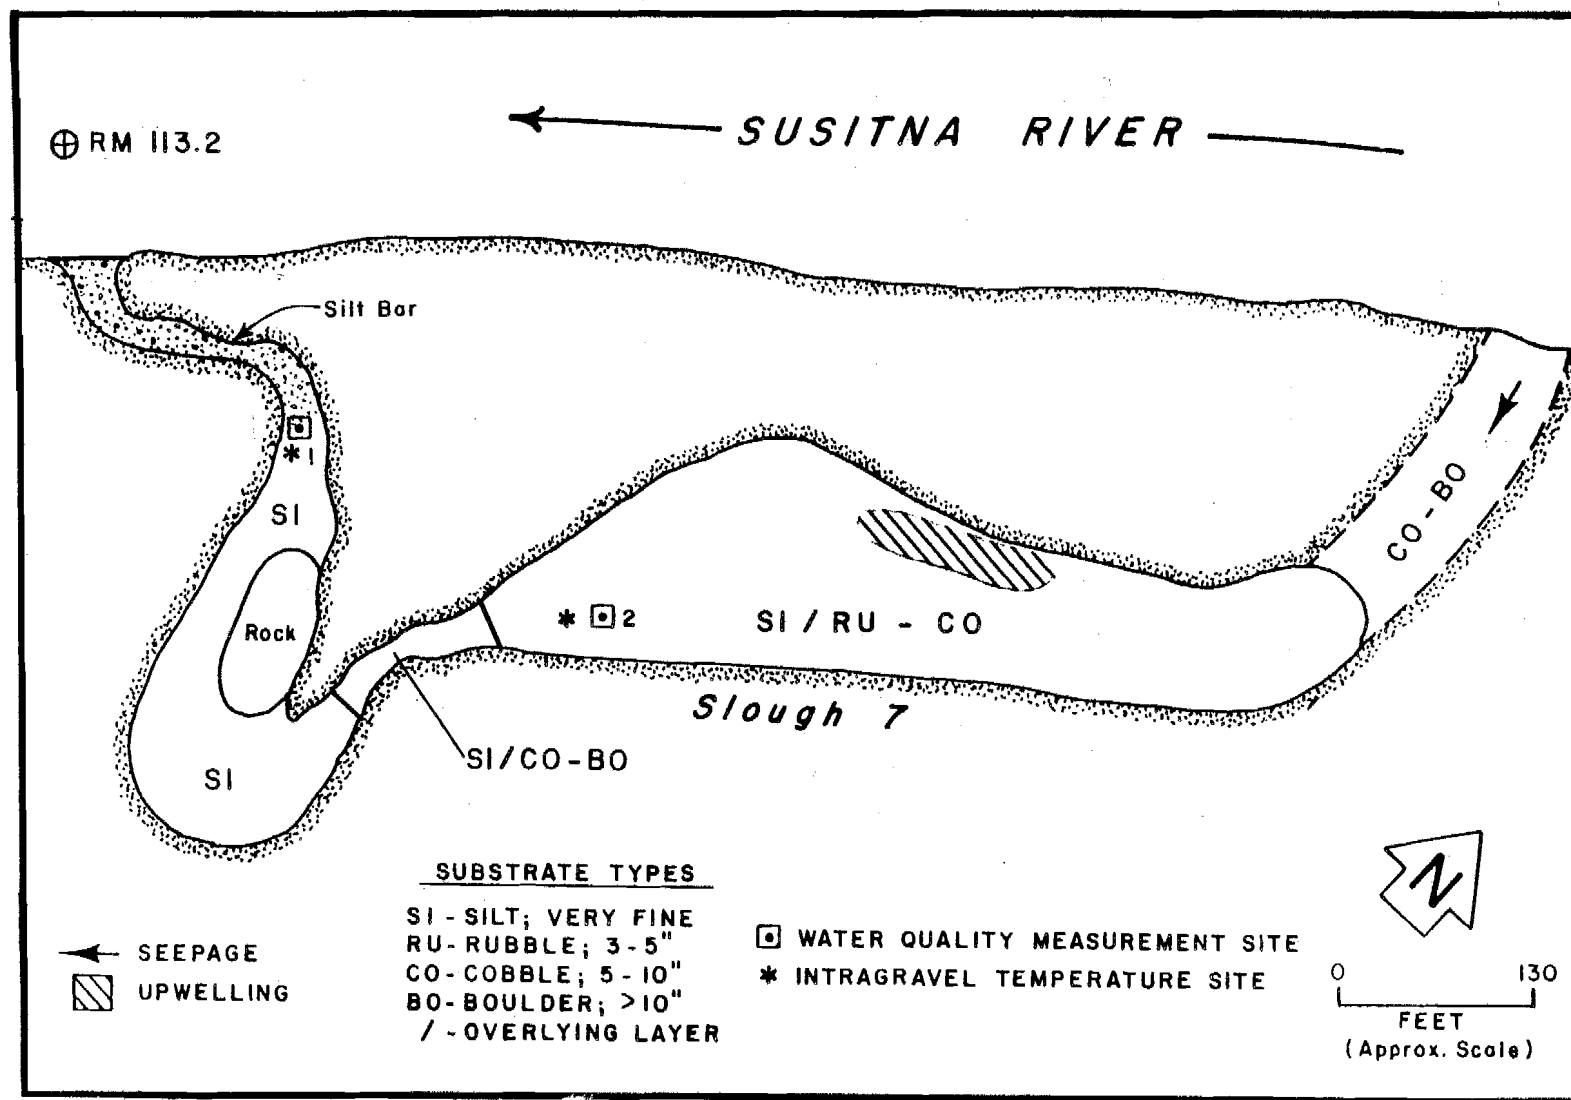 SUSITNA RIVER
RM 113.2
Silt Bar
1
SI
CO-BO
Rock
2
SI / RU - CO
Slough 7
SI/CO-BO
SI
SUBSTRATE TYPES
SI - SILT; VERY FINE
RU-RUBBLE; 3-5"
CO-COBBLE; 5-10"
BO-BOULDER; >10"
/ - OVERLYING LAYER
SEEPAGE
UPWELLING
WATER QUALITY MEASUREMENT SITE
* INTRAGRAVEL TEMPERATURE SITE
N
0 130
FEET
(Approx. Scale)